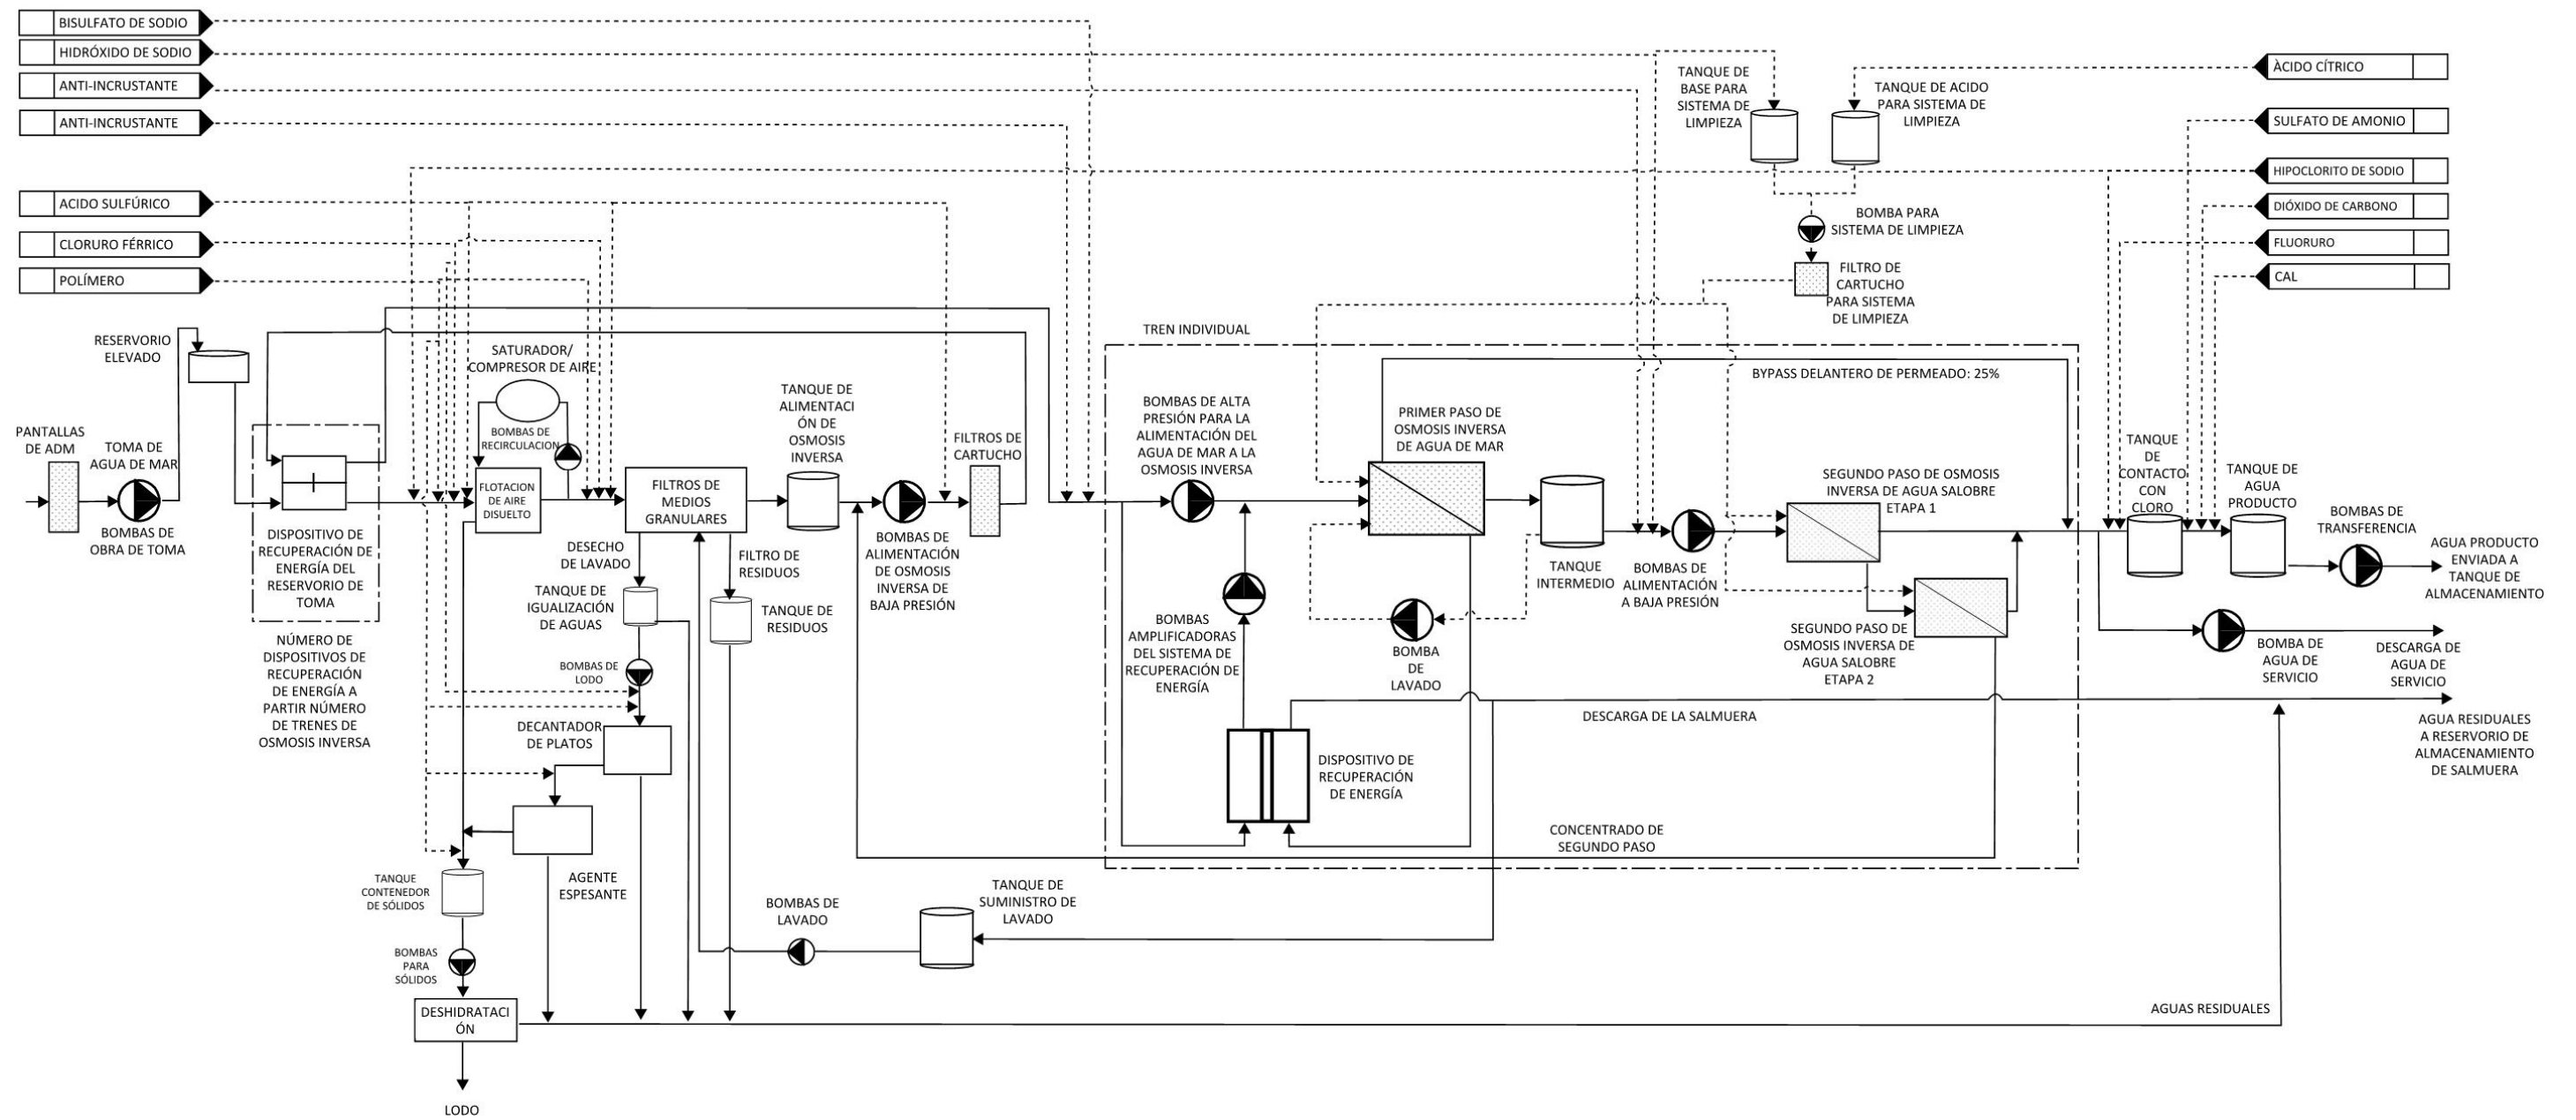 BISULFATO DE SODIO
HIDRÓXIDO DE SODIO
ANTI-INCRUSTANTE
ANTI-INCRUSTANTE
ACIDO SULFÚRICO
CLORURO FÉRRICO
POLÍMERO
TANQUE DE
BASE PARA
SISTEMA DE
LIMPIEZA
TANQUE DE ACIDO
PARA SISTEMA DE
LIMPIEZA
ÀCIDO CÍTRICO
SULFATO DE AMONIO
HIPOCLORITO DE SODIO
DIÓXIDO DE CARBONO
FLUORURO
CAL
BOMBA PARA
SISTEMA DE LIMPIEZA
FILTRO DE
CARTUCHO
PARA SISTEMA
DE LIMPIEZA
RESERVORIO
ELEVADO
PANTALLAS
DE ADM
TOMA DE
AGUA DE MAR
BOMBAS DE
OBRA DE TOMA
DISPOSITIVO DE
RECUPERACIÓN DE
ENERGÍA DEL
RESERVORIO DE
TOMA
NÚMERO DE
DISPOSITIVOS DE
RECUPERACIÓN
DE ENERGÍA A
PARTIR NÚMERO
DE TRENES DE
OSMOSIS INVERSA
SATURADOR/
COMPRESOR DE AIRE
BOMBAS DE
RECIRCULACION
FLOTACION
DE AIRE
DISUELTO
FILTROS DE
MEDIOS
GRANULARES
TANQUE DE
ALIMENTACI
ÓN DE
OSMOSIS
INVERSA
FILTROS DE
CARTUCHO
BOMBAS DE
ALIMENTACIÓN
DE OSMOSIS
INVERSA DE
BAJA PRESIÓN
DESECHO
DE LAVADO
FILTRO DE
RESIDUOS
TANQUE DE
IGUALIZACIÓN
DE AGUAS
TANQUE DE
RESIDUOS
BOMBAS DE
LODO
DECANTADOR
DE PLATOS
AGENTE
ESPESANTE
TANQUE
CONTENEDOR
DE SÓLIDOS
BOMBAS
PARA
SÓLIDOS
DESHIDRATACI
ÓN
LODO
BOMBAS DE
LAVADO
TANQUE DE
SUMINISTRO DE
LAVADO
TREN INDIVIDUAL
BOMBAS DE ALTA
PRESIÓN PARA LA
ALIMENTACIÓN DEL
AGUA DE MAR A LA
OSMOSIS INVERSA
PRIMER PASO DE
OSMOSIS INVERSA
DE AGUA DE MAR
BYPASS DELANTERO DE PERMEADO: 25%
TANQUE
INTERMEDIO
BOMBAS DE
ALIMENTACIÓN
A BAJA PRESIÓN
SEGUNDO PASO DE OSMOSIS
INVERSA DE AGUA SALOBRE
ETAPA 1
SEGUNDO PASO DE
OSMOSIS INVERSA DE
AGUA SALOBRE
ETAPA 2
BOMBAS
AMPLIFICADORAS
DEL SISTEMA DE
RECUPERACIÓN DE
ENERGÍA
BOMBA
DE
LAVADO
DESCARGA DE LA SALMUERA
DISPOSITIVO DE
RECUPERACIÓN
DE ENERGÍA
CONCENTRADO DE
SEGUNDO PASO
TANQUE
DE
CONTACTO
CON
CLORO
TANQUE DE
AGUA
PRODUCTO
BOMBAS DE
TRANSFERENCIA
AGUA PRODUCTO
ENVIADA A
TANQUE DE
ALMACENAMIENTO
BOMBA DE
AGUA DE
SERVICIO
DESCARGA DE
AGUA DE
SERVICIO
AGUA RESIDUALES
A RESERVORIO DE
ALMACENAMIENTO
DE SALMUERA
AGUAS RESIDUALES